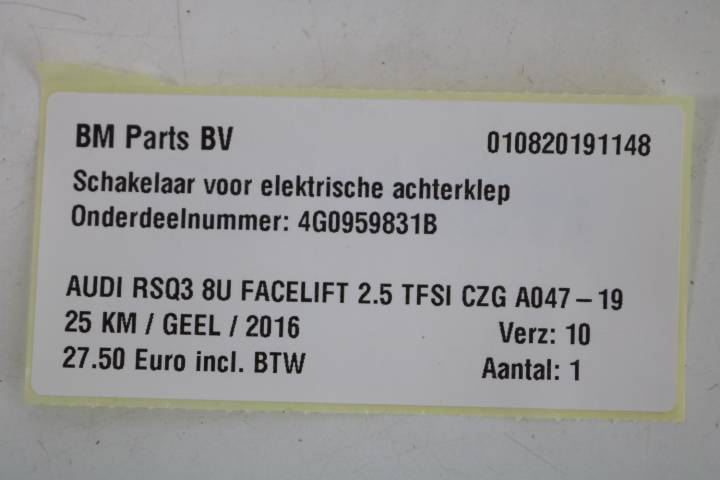 BM Parts BV 010820191148
Schakelaar voor elektrische achterklep
Onderdeelnummer: 4G0959831B
AUDI RSQ3 8U FACELIFT 2.5 TFSI CZG A047-19
25 KM / GEEL / 2016 Verz: 10
27.50 Euro incl. BTW Aantal: 1